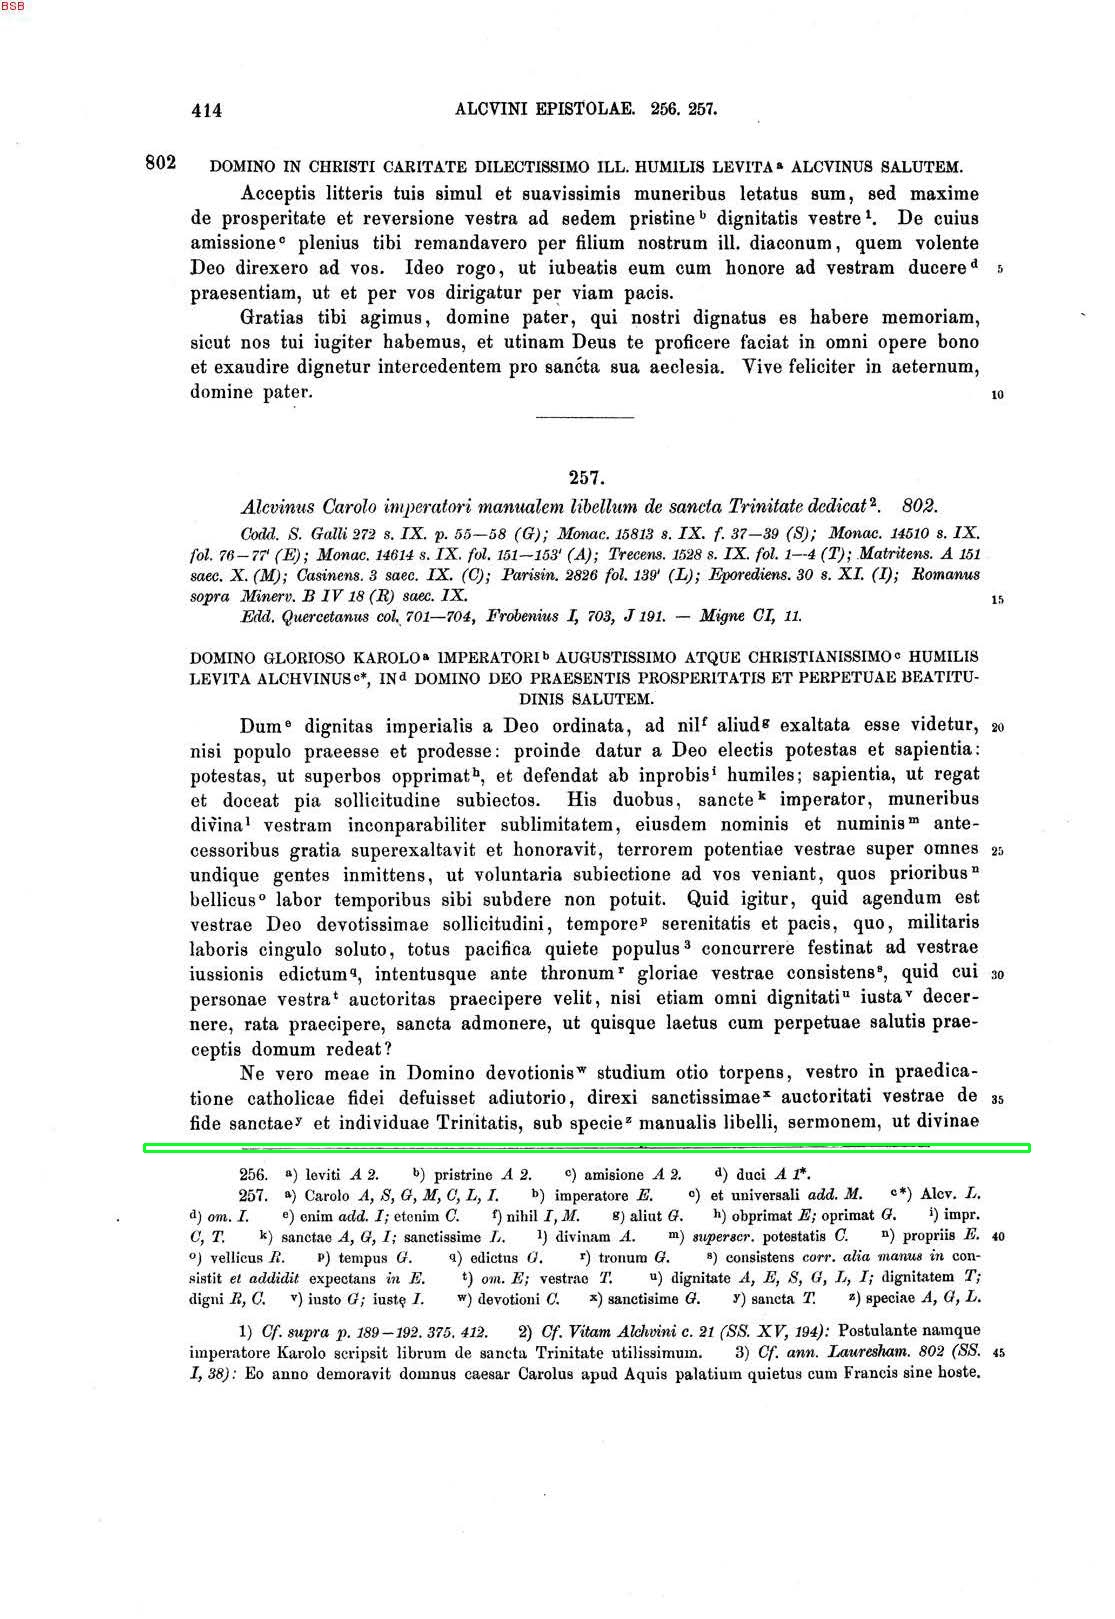 BSB
414 ALCVINI EPISTOLAE. 256. 257.
802 DOMINO IN CHRISTI CARITATE DILECTISSIMO ILL. HUMILIS LEVITA a ALCVINUS SALUTEM.
Acceptis litteris tuis simul et suavissimis muneribus letatus sum, sed maxime
de prosperitate et reversione vestra ad sedem pristine b dignitatis vestre 1. De cuius
amissione c plenius tibi remandavero per filium nostrum ill. diaconum, quem volente
Deo direxero ad vos. Ideo rogo, ut iubeatis eum cum honore ad vestram ducere d 5
praesentiam, ut et per vos dirigatur per viam pacis.
Gratias tibi agimus, domine pater, qui nostri dignatus es habere memoriam,
sicut nos tui iugiter habemus, et utinam Deus te proficere faciat in omni opere bono
et exaudire dignetur intercedentem pro sancta sua aeclesia. Vive feliciter in aeternum,
domine pater. 10
257.
Alcvinus Carolo imperatori manualem libellum de sancta Trinitate dedicat 2. 802.
Codd. S. Galli 272 s. IX. p. 55—58 (G); Monac. 15813 s. IX. f. 37—39 (S); Monac. 14510 s. IX.
fol. 76—77' (E); Monac. 14614 s. IX. fol. 151—153' (A); Trecens. 1528 s. IX. fol. 1—4 (T); Matritens. A 151
saec. X. (M); Casinens. 3 saec. IX. (C); Parisin. 2826 fol. 139' (L); Eporediens. 30 s. XI. (I); Romanus
sopra Minerv. B IV 18 (R) saec. IX. 15
Edd. Quercetanus col. 701—704, Frobenius I, 703, J 191. — Migne CI, 11.
DOMINO GLORIOSO KAROLO a IMPERATORI b AUGUSTISSIMO ATQUE CHRISTIANISSIMO c HUMILIS
LEVITA ALCHVINUS c*, IN d DOMINO DEO PRAESENTIS PROSPERITATIS ET PERPETUAE BEATITU-
DINIS SALUTEM.
Dum e dignitas imperialis a Deo ordinata, ad nil f aliud g exaltata esse videtur, 20
nisi populo praeesse et prodesse: proinde datur a Deo electis potestas et sapientia:
potestas, ut superbos opprimat h, et defendat ab inprobis i humiles; sapientia, ut regat
et doceat pia sollicitudine subiectos. His duobus, sancte k imperator, muneribus
divina l vestram inconparabiliter sublimitatem, eiusdem nominis et numinis m ante-
cessoribus gratia superexaltavit et honoravit, terrorem potentiae vestrae super omnes 25
undique gentes inmittens, ut voluntaria subiectione ad vos veniant, quos prioribus n
bellicus o labor temporibus sibi subdere non potuit. Quid igitur, quid agendum est
vestrae Deo devotissimae sollicitudini, tempore p serenitatis et pacis, quo, militaris
laboris cingulo soluto, totus pacifica quiete populus 3 concurrere festinat ad vestrae
iussionis edictum q, intentusque ante thronum r gloriae vestrae consistens s, quid cui 30
personae vestra t auctoritas praecipere velit, nisi etiam omni dignitati u iusta v decer-
nere, rata praecipere, sancta admonere, ut quisque laetus cum perpetuae salutis prae-
ceptis domum redeat?
Ne vero meae in Domino devotionis w studium otio torpens, vestro in praedica-
tione catholicae fidei defuisset adiutorio, direxi sanctissimae x auctoritati vestrae de 35
fide sanctae y et individuae Trinitatis, sub specie z manualis libelli, sermonem, ut divinae
256. a) leviti A 2. b) pristrine A 2. c) amisione A 2. d) duci A 1*.
257. a) Carolo A, S, G, M, C, L, I. b) imperatore E. c) et universali add. M. c*) Alcv. L.
d) om. I. e) enim add. I; etenim C. f) nihil I, M. g) aliut G. h) obprimat E; oprimat G. i) impr.
C, T. k) sanctae A, G, I; sanctissime L. l) divinam A. m) superscr. potestatis C. n) propriis E. 40
o) vellicus R. p) tempus G. q) edictus G. r) tronum G. s) consistens corr. alia manus in con-
sistit et addidit expectans in E. t) om. E; vestrae T. u) dignitate A, E, S, G, L, I; dignitatem T;
digni R, C. v) iusto G; iustę I. w) devotioni C. x) sanctisime G. y) sancta T. z) speciae A, G, L.
1) Cf. supra p. 189—192. 375. 412. 2) Cf. Vitam Alchvini c. 21 (SS. XV, 194): Postulante namque
imperatore Karolo scripsit librum de sancta Trinitate utilissimum. 3) Cf. ann. Lauresham. 802 (SS. 45
I, 38): Eo anno demoravit domnus caesar Carolus apud Aquis palatium quietus cum Francis sine hoste.